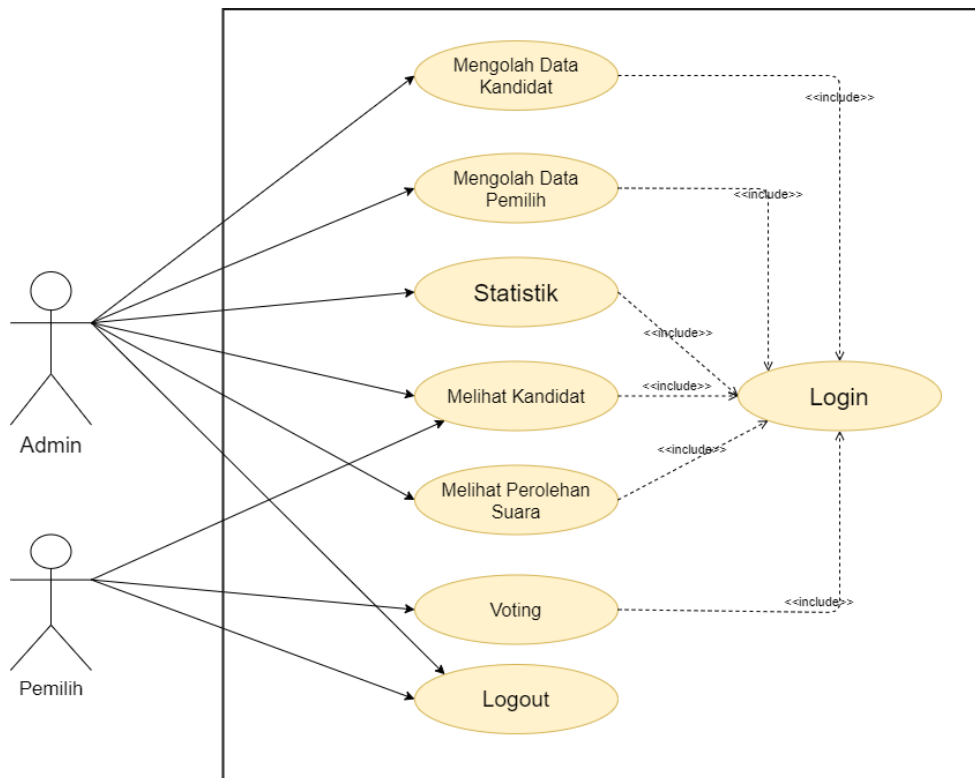 Mengolah Data
Kandidat
<<include>>
Mengolah Data
Pemilih
<<include>>
Statistik
<<include>>
Melihat Kandidat
<<include>>
Login
Admin
Melihat Perolehan
Suara
<<include>>
Voting
<<include>>
Pemilih
Logout